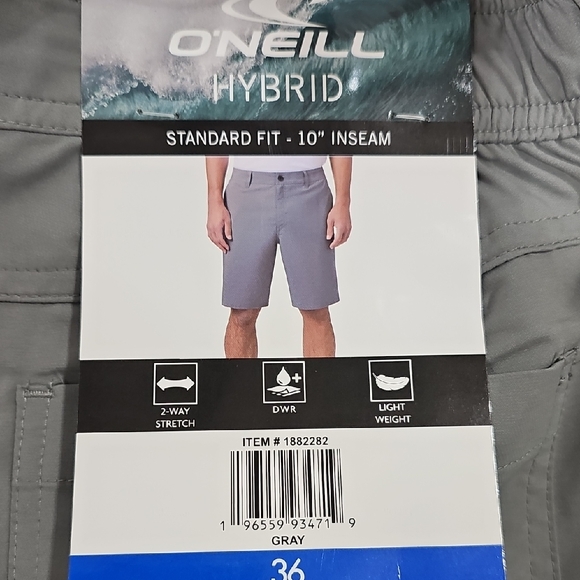 O'NEILL
HYBRID
STANDARD FIT - 10" INSEAM
2-WAY
STRETCH
DWR
LIGHT
WEIGHT
ITEM # 1882282
1 96559 93471 9
GRAY
36